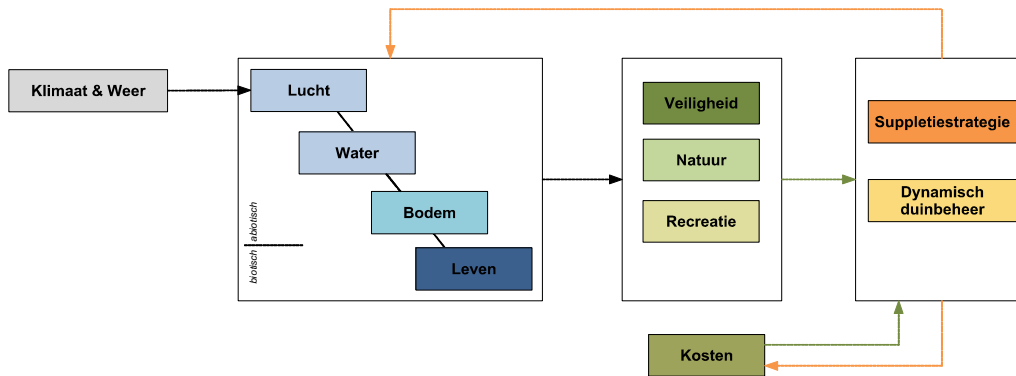 Klimaat & Weer
Lucht
Water
Bodem
Leven
abiotisch
biotisch
Veiligheid
Natuur
Recreatie
Suppletiestrategie
Dynamisch
duinbeheer
Kosten